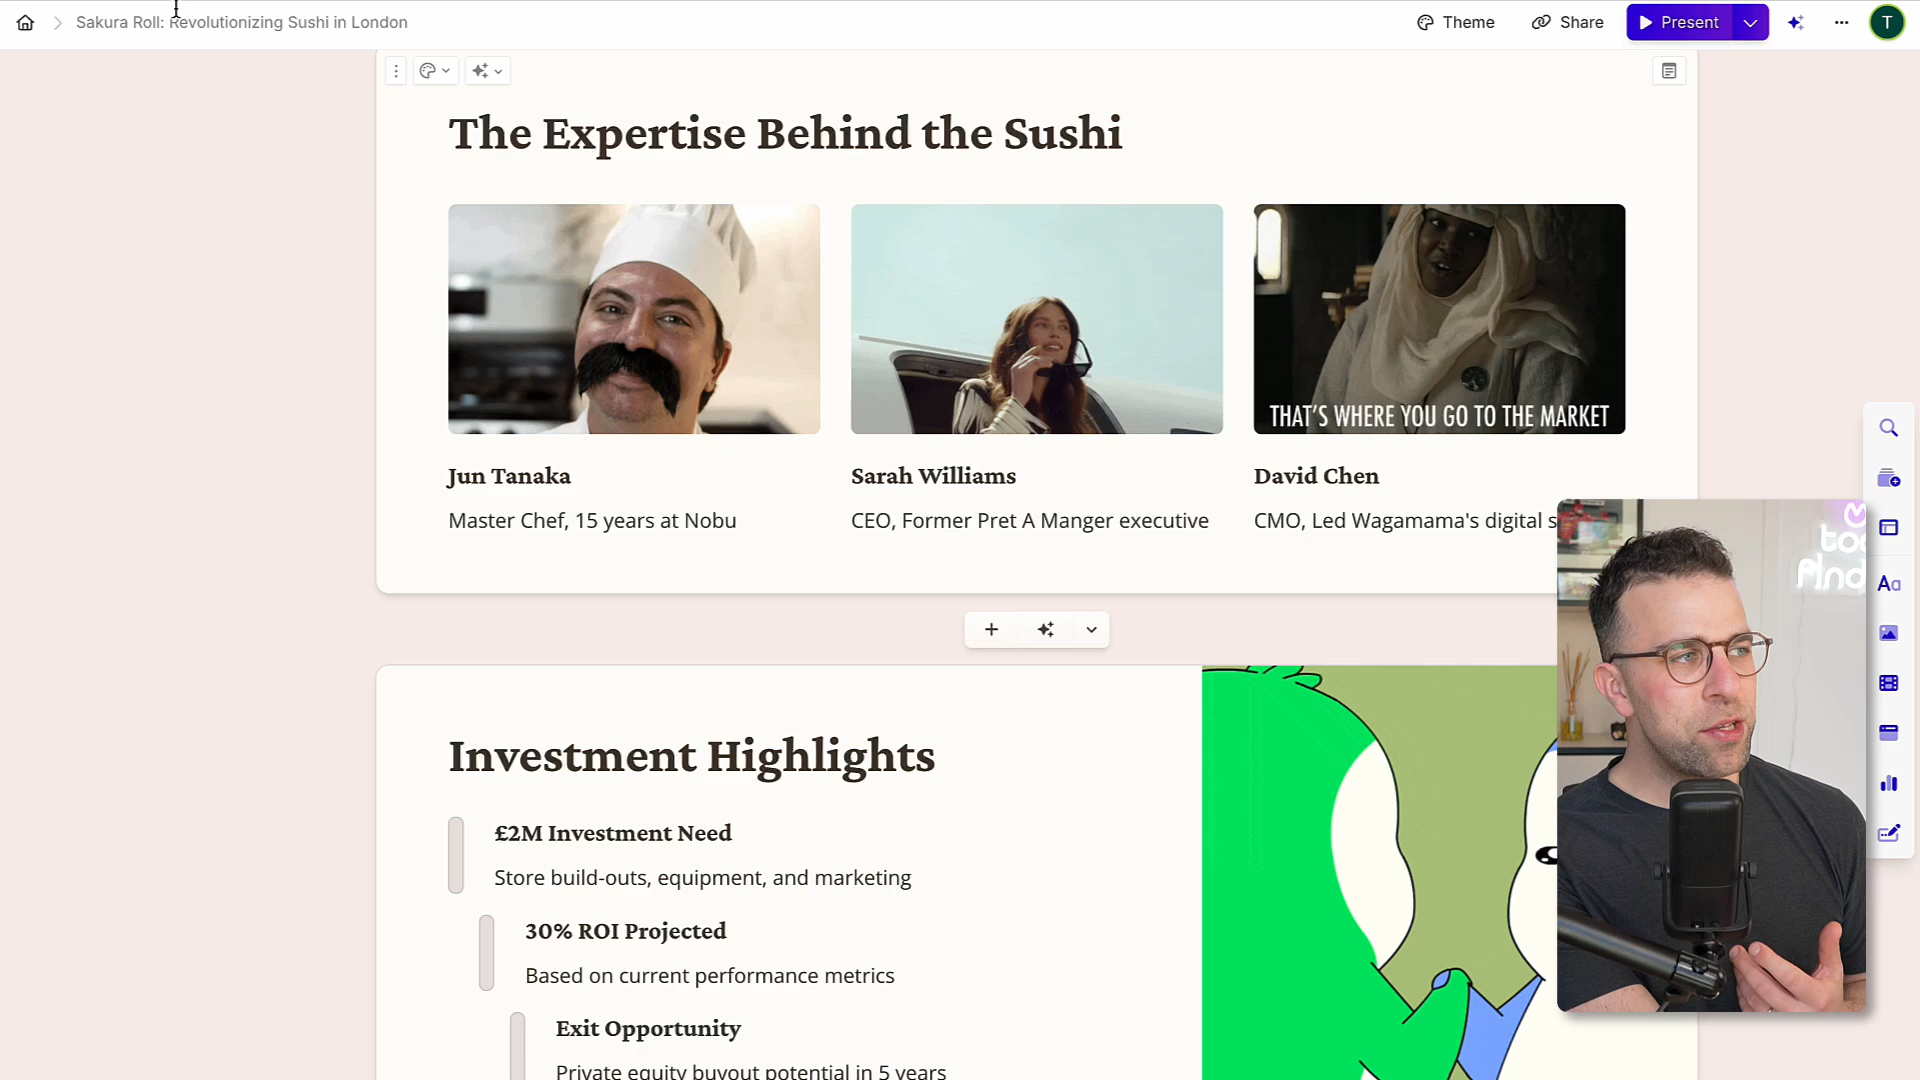 Sakura Roll: Revolutionizing Sushi in London
Theme
Share
Present
T
The Expertise Behind the Sushi
THAT'S WHERE YOU GO TO THE MARKET
Jun Tanaka
Sarah Williams
David Chen
Master Chef, 15 years at Nobu
CEO, Former Pret A Manger executive
CMO, Led Wagamama's digital s
Aa
Investment Highlights
£2M Investment Need
Store build-outs, equipment, and marketing
30% ROI Projected
Based on current performance metrics
Exit Opportunity
Private equity buyout potential in 5 years